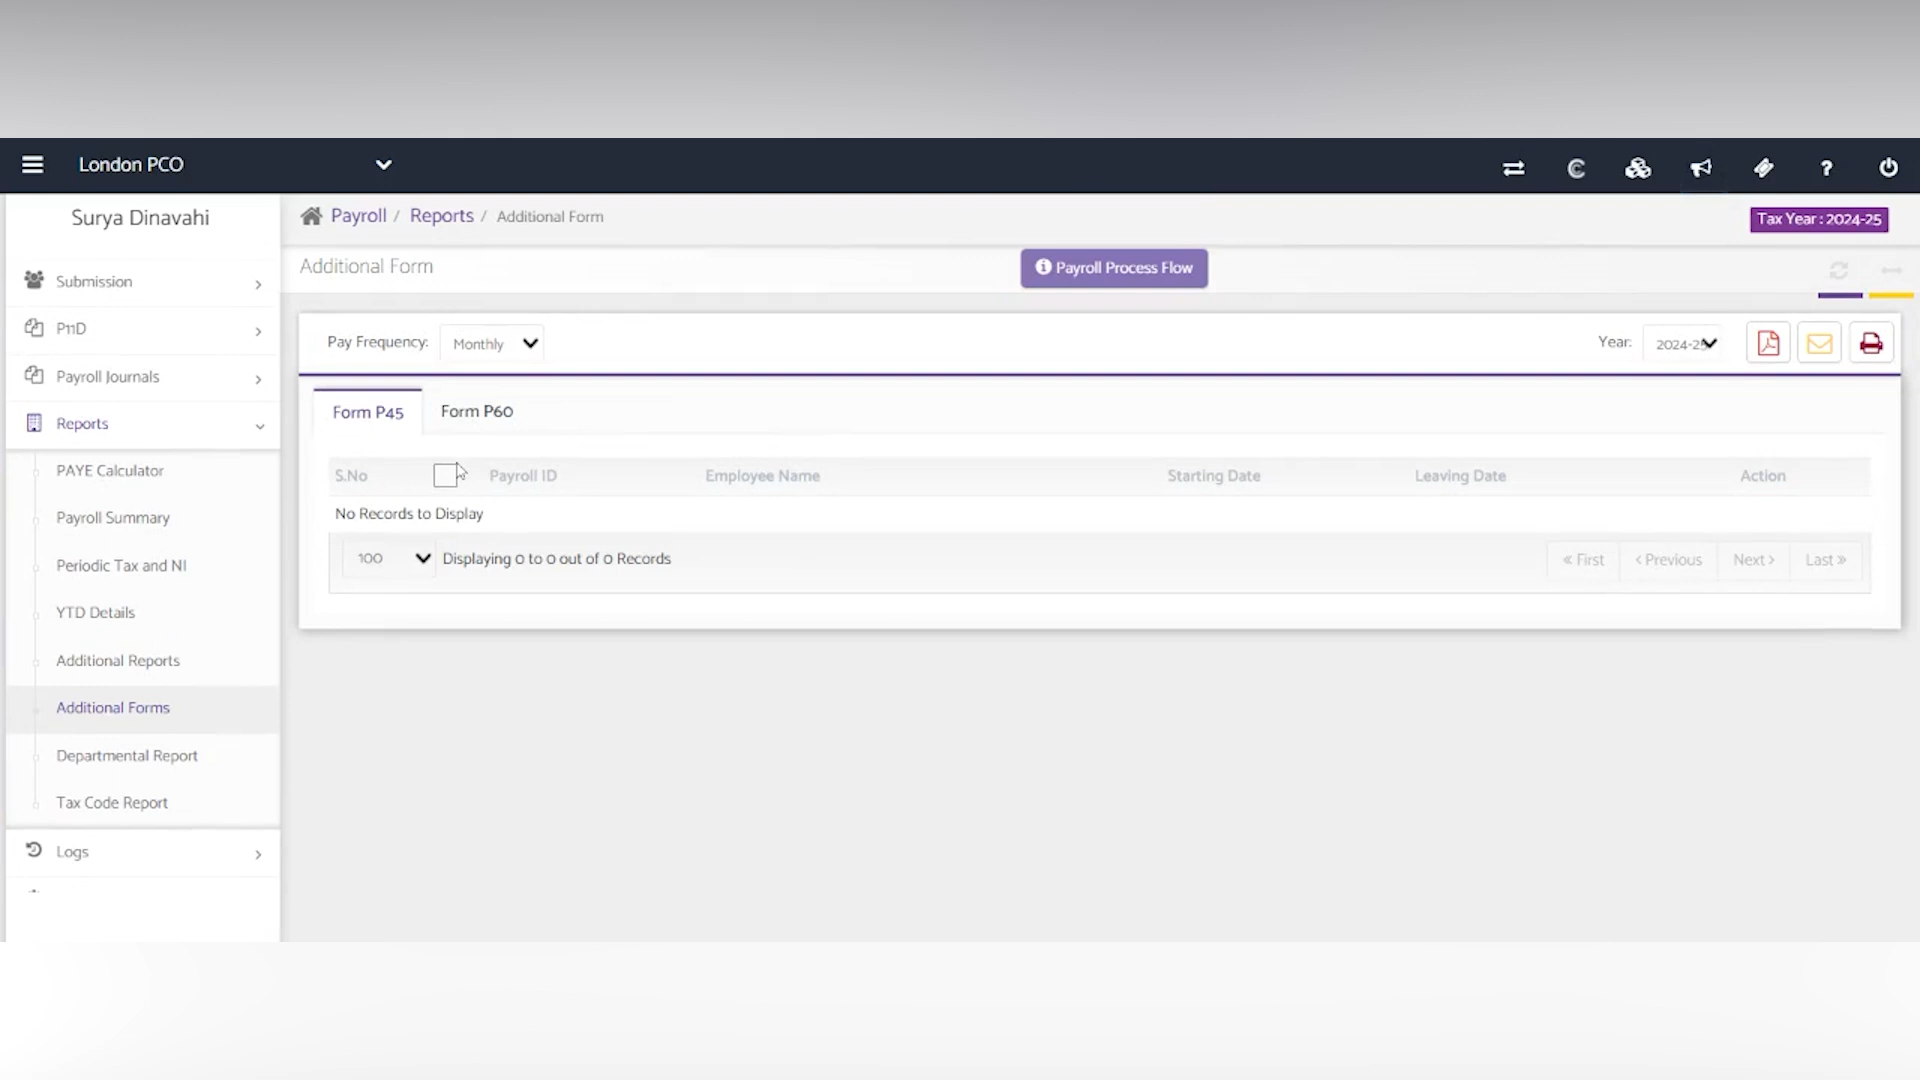 London PCO
Surya Dinavahi
Payroll / Reports / Additional Form
Tax Year : 2024-25
Additional Form
Payroll Process Flow
Submission
P11D
Payroll Journals
Reports
PAYE Calculator
Payroll Summary
Periodic Tax and NI
YTD Details
Additional Reports
Additional Forms
Departmental Report
Tax Code Report
Logs
Pay Frequency: Monthly
Year: 2024-25
Form P45 Form P60
S.No Payroll ID Employee Name Starting Date Leaving Date Action
No Records to Display
100 Displaying 0 to 0 out of 0 Records
« First ‹ Previous Next › Last »